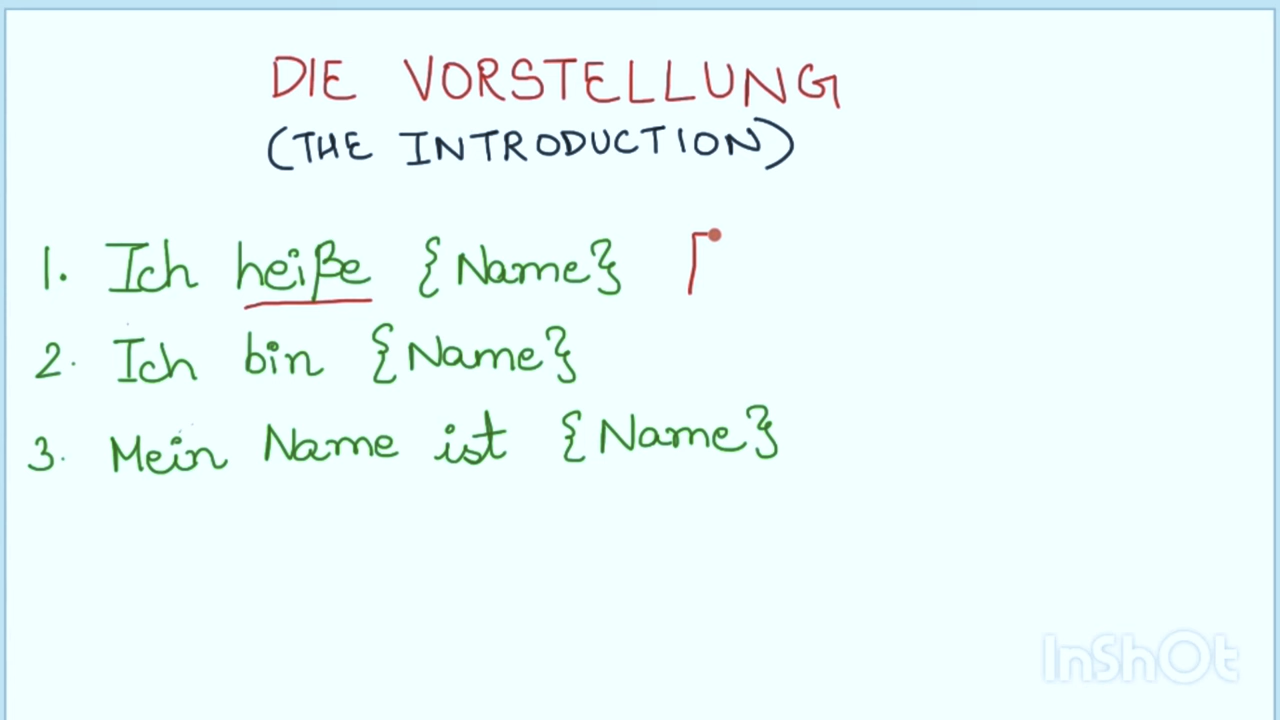 DIE VORSTELLUNG
(THE INTRODUCTION)
1. Ich heiße {Name}
2. Ich bin {Name}
3. Mein Name ist {Name}
InShOt